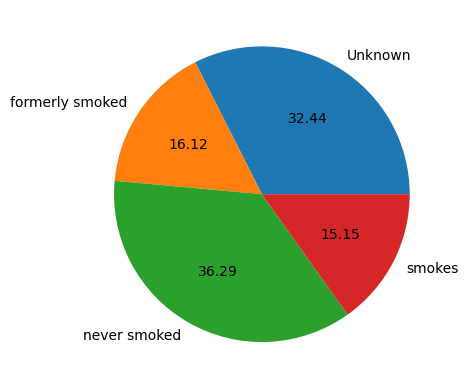 Unknown
formerly smoked
32.44
16.12
15.15
36.29
smokes
never smoked